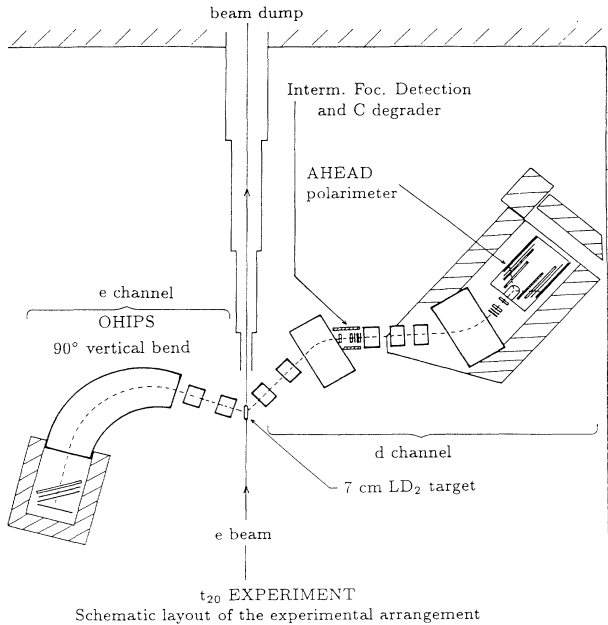 beam dump
Interm. Foc. Detection
and C degrader
AHEAD
polarimeter
e channel
OHIPS
90° vertical bend
d channel
7 cm LD₂ target
e beam
t₂₀ EXPERIMENT
Schematic layout of the experimental arrangement